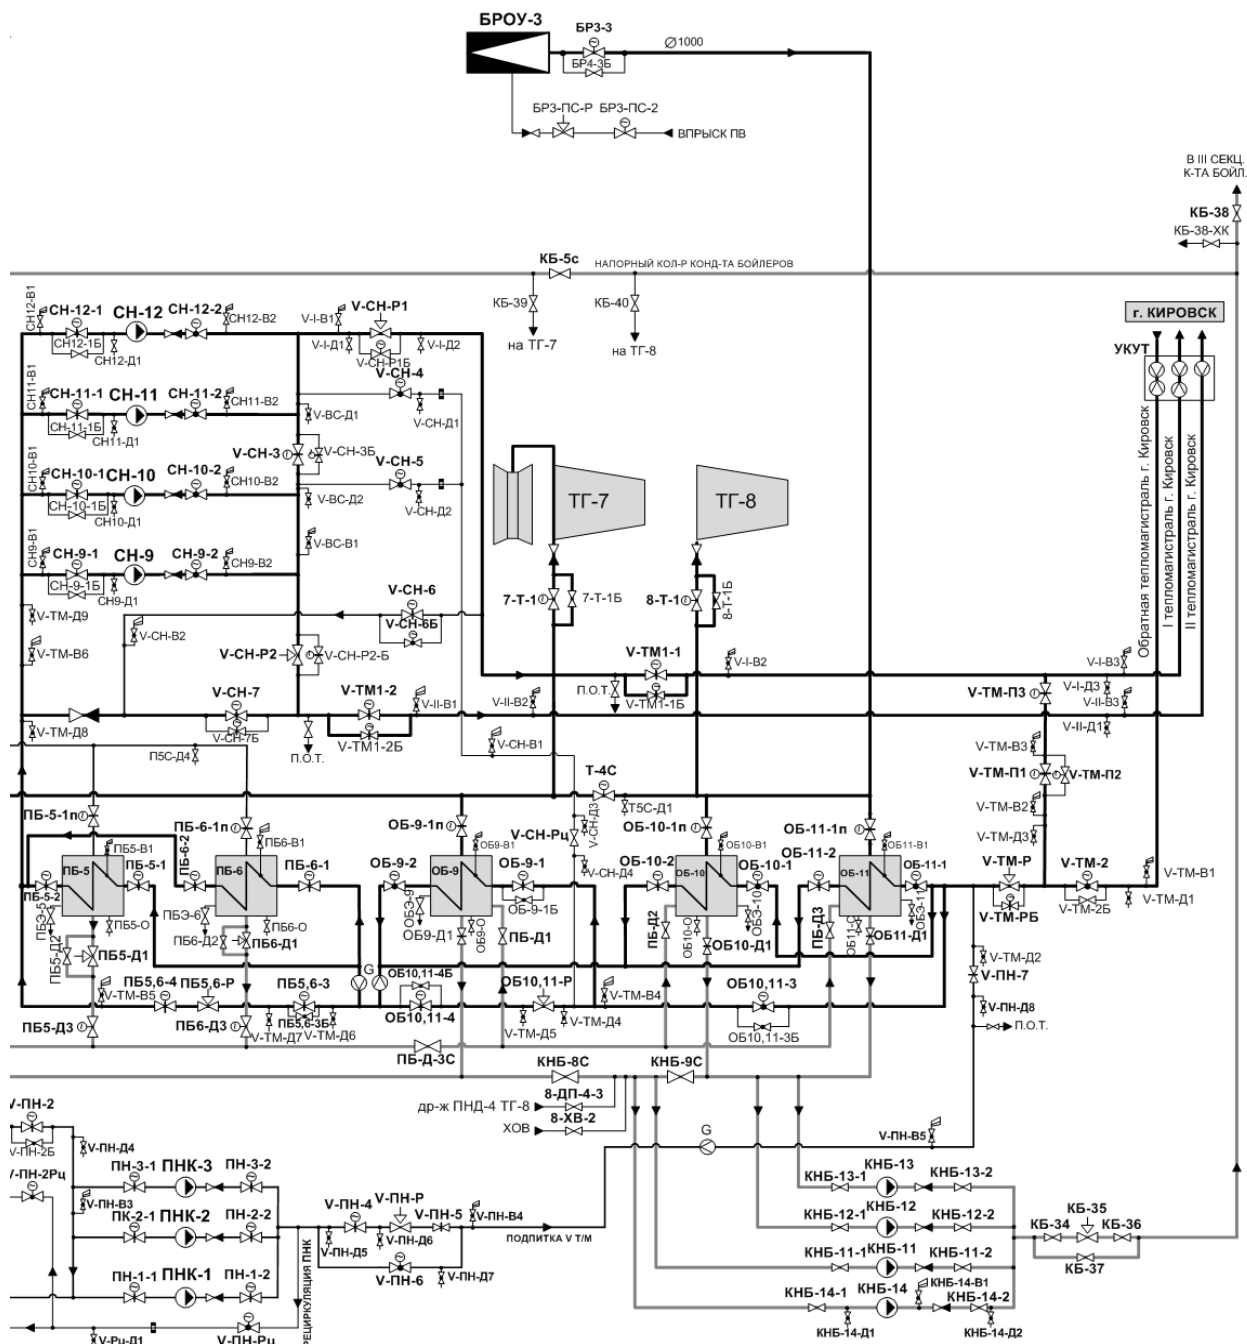 БРОУ-3
БРЗ-3
Ø1000
БР4-3Б
БРЗ-ПС-Р
БРЗ-ПС-2
ВПРЫСК ПВ
В III СЕКЦ.
К-ТА БОЙЛ.
КБ-38
КБ-38-ХК
КБ-5с
НАПОРНЫЙ КОЛ-Р КОНД-ТА БОЙЛЕРОВ
КБ-39
КБ-40
на ТГ-7
на ТГ-8
г. КИРОВСК
УКУТ
СН12-В1
СН-12-1
СН-12
СН-12-2
СН12-В2
СН12-1Б
СН12-Д1
V-I-В1
V-СН-Р1
V-I-Д1
V-I-Д2
V-СН-Р1Б
V-СН-4
СН11-В1
СН-11-1
СН-11
СН-11-2
СН11-В2
СН-11-1Б
СН11-Д1
V-ВС-Д1
V-СН-Д1
V-СН-3
V-СН-3Б
V-СН-5
СН10-В1
СН-10-1
СН-10
СН-10-2
СН10-В2
СН-10-1Б
СН10-Д1
V-ВС-Д2
V-СН-Д2
ТГ-7
ТГ-8
СН9-В1
СН-9-1
СН-9
СН-9-2
СН9-В2
СН-9-1Б
СН9-Д1
V-ВС-В1
Обратная тепломагистраль г. Кировск
I тепломагистраль г. Кировск
II тепломагистраль г. Кировск
7-Т-1
7-Т-1Б
8-Т-1
8-Т-1Б
V-ТМ-Д9
V-СН-В2
V-СН-6
V-СН-6Б
V-ТМ-В6
V-СН-Р2
V-СН-Р2-Б
V-ТМ1-1
V-I-В2
V-I-В3
П.О.Т.
V-ТМ1-1Б
V-ТМ-П3
V-I-Д3
V-СН-7
V-ТМ1-2
V-II-В1
V-II-В2
V-II-В3
V-II-Д1
V-ТМ-Д8
V-СН-7Б
П.О.Т.
V-ТМ1-2Б
V-СН-В1
П5С-Д4
V-ТМ-В3
V-ТМ-П1
V-ТМ-П2
Т-4С
Т5С-Д1
V-ТМ-В2
V-ТМ-Д3
ПБ-5-1п
ПБ-6-1п
ПБ-6-2
ПБ6-В1
ОБ-9-1п
V-СН-Рц
V-СН-Д3
ОБ-10-1п
ОБ-11-1п
ПБ5-В1
ПБ-5
ПБ-5-1
ПБ-5-2
ПБ-6
ПБ-6-1
ОБ-9-2
ОБ9-В1
ОБ-9
ОБ-9-1
V-СН-Д4
ОБ-10-2
ОБ10-В1
ОБ-10
ОБ-10-1
ОБ-11-2
ОБ11-В1
ОБ-11
ОБ-11-1
V-ТМ-Р
V-ТМ-2
V-ТМ-В1
V-ТМ-РБ
V-ТМ-2Б
V-ТМ-Д1
ПБЭ-5
ПБ5-О
ПБЭ-6
ПБ6-О
ОБЭ-9
ОБ-9-1Б
ПБ5-Д2
ПБ5-Д1
ПБ6-Д2
ПБ6-Д1
ОБ9-Д1
ОБ9-О
ПБ-Д1
ПБ-Д2
ОБ10-О
ОБ10-Д1
ОБЭ-10
ПБ-Д3
ОБ11-С
ОБ11-Д1
V-ТМ-Д2
V-ПН-7
V-ПН-Д8
П.О.Т.
V-ТМ-В5
ПБ5,6-4
ПБ5,6-Р
ПБ5,6-3
G
ОБ10,11-4Б
ОБ10,11-Р
V-ТМ-В4
ОБ10,11-3
ПБ5,6-3Б
ОБ10,11-4
V-ТМ-Д4
V-ТМ-Д5
ОБ10,11-3Б
ПБ5-Д3
ПБ6-Д3
V-ТМ-Д7
V-ТМ-Д6
ПБ-Д-3С
КНБ-8С
КНБ-9С
8-ДП-4-3
др-ж ПНД-4 ТГ-8
8-ХВ-2
ХОВ
G
V-ПН-В5
V-ПН-2
V-ПН-2Б
V-ПН-Д4
ПН-3-1
ПНК-3
ПН-3-2
V-ПН-2Рц
V-ПН-В3
ПК-2-1
ПНК-2
ПН-2-2
ПН-1-1
ПНК-1
ПН-1-2
V-ПН-4
V-ПН-Р
V-ПН-5
V-ПН-В4
V-ПН-Д5
V-ПН-Д6
V-ПН-6
V-ПН-Д7
ПОДПИТКА V Т/М
РЕЦИРКУЛЯЦИЯ ПНК
V-Рц-Д1
V-ПН-Рц
КНБ-13-1
КНБ-13
КНБ-13-2
КНБ-12-1
КНБ-12
КНБ-12-2
КНБ-11-1
КНБ-11
КНБ-11-2
КНБ-14-1
КНБ-14
КНБ-14-В1
КНБ-14-2
КНБ-14-Д1
КНБ-14-Д2
КБ-34
КБ-35
КБ-36
КБ-37